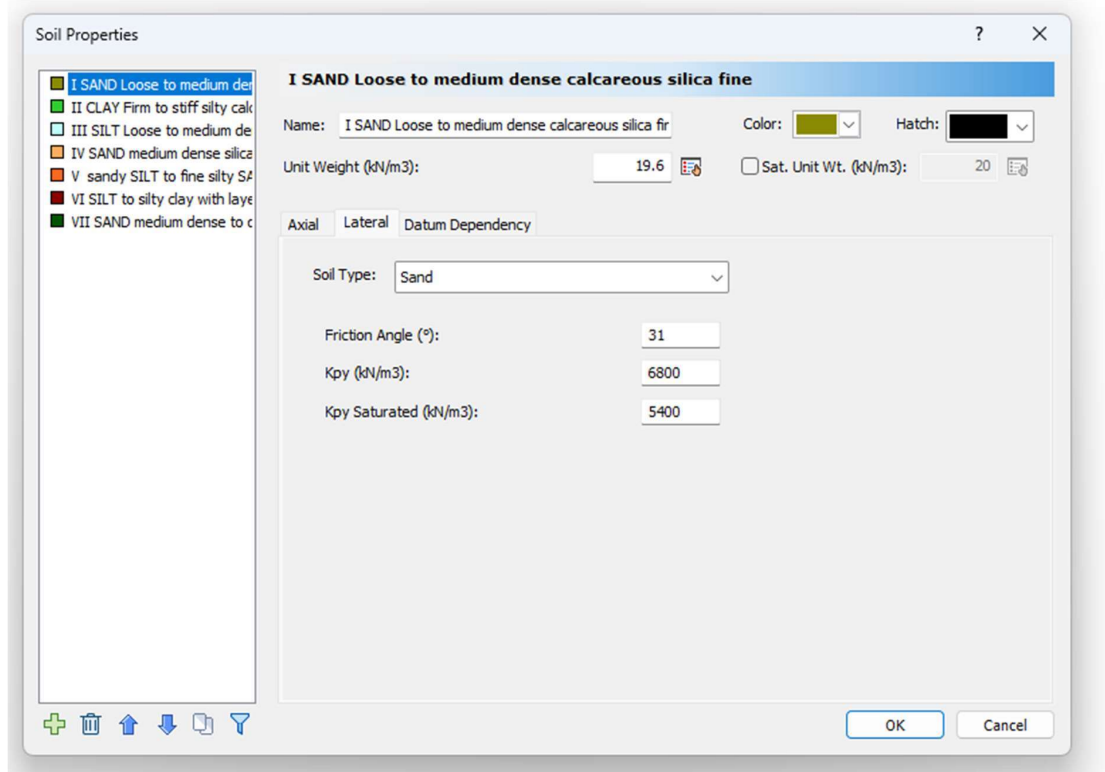 Soil Properties
?
I SAND Loose to medium der
II CLAY Firm to stiff silty calc
III SILT Loose to medium de
IV SAND medium dense silica
V sandy SILT to fine silty SA
VI SILT to silty clay with laye
VII SAND medium dense to c
I SAND Loose to medium dense calcareous silica fine
Name: I SAND Loose to medium dense calcareous silica fir Color: Hatch:
Unit Weight (kN/m3): 19.6 Sat. Unit Wt. (kN/m3): 20
Axial Lateral Datum Dependency
Soil Type: Sand
Friction Angle (°): 31
Kpy (kN/m3): 6800
Kpy Saturated (kN/m3): 5400
OK Cancel